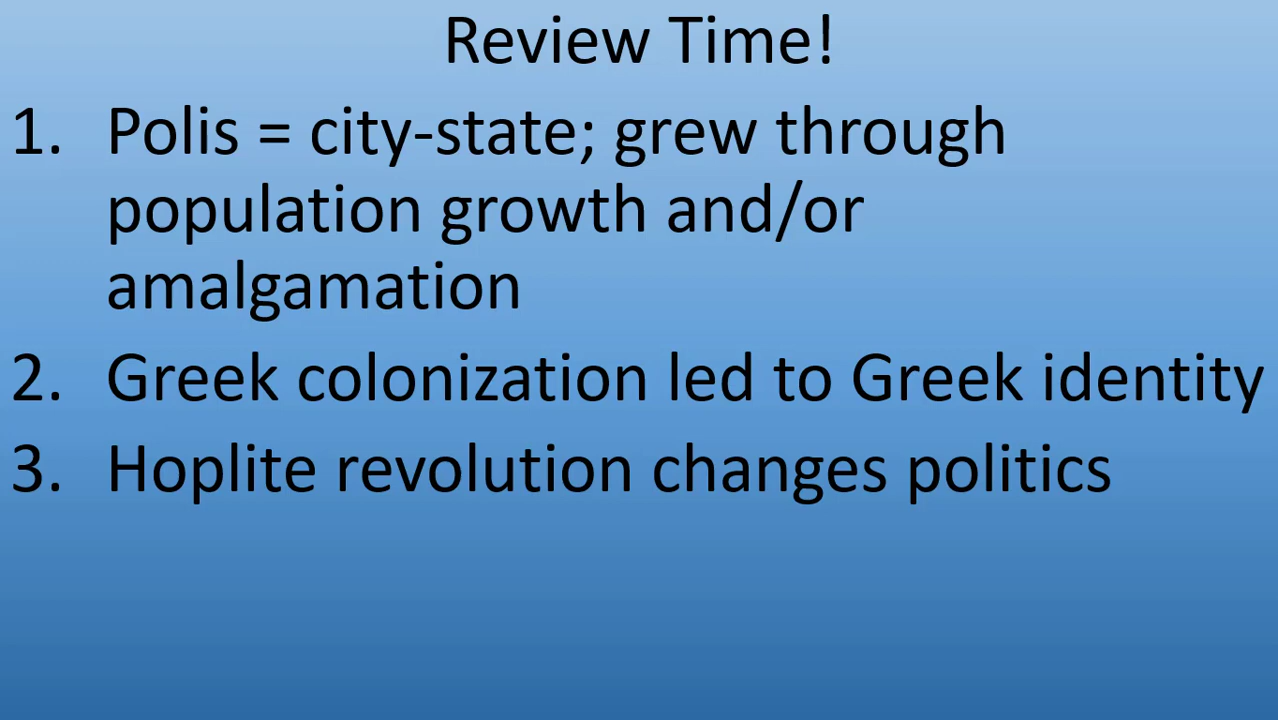 Review Time!
1. Polis = city-state; grew through
population growth and/or
amalgamation
2. Greek colonization led to Greek identity
3. Hoplite revolution changes politics